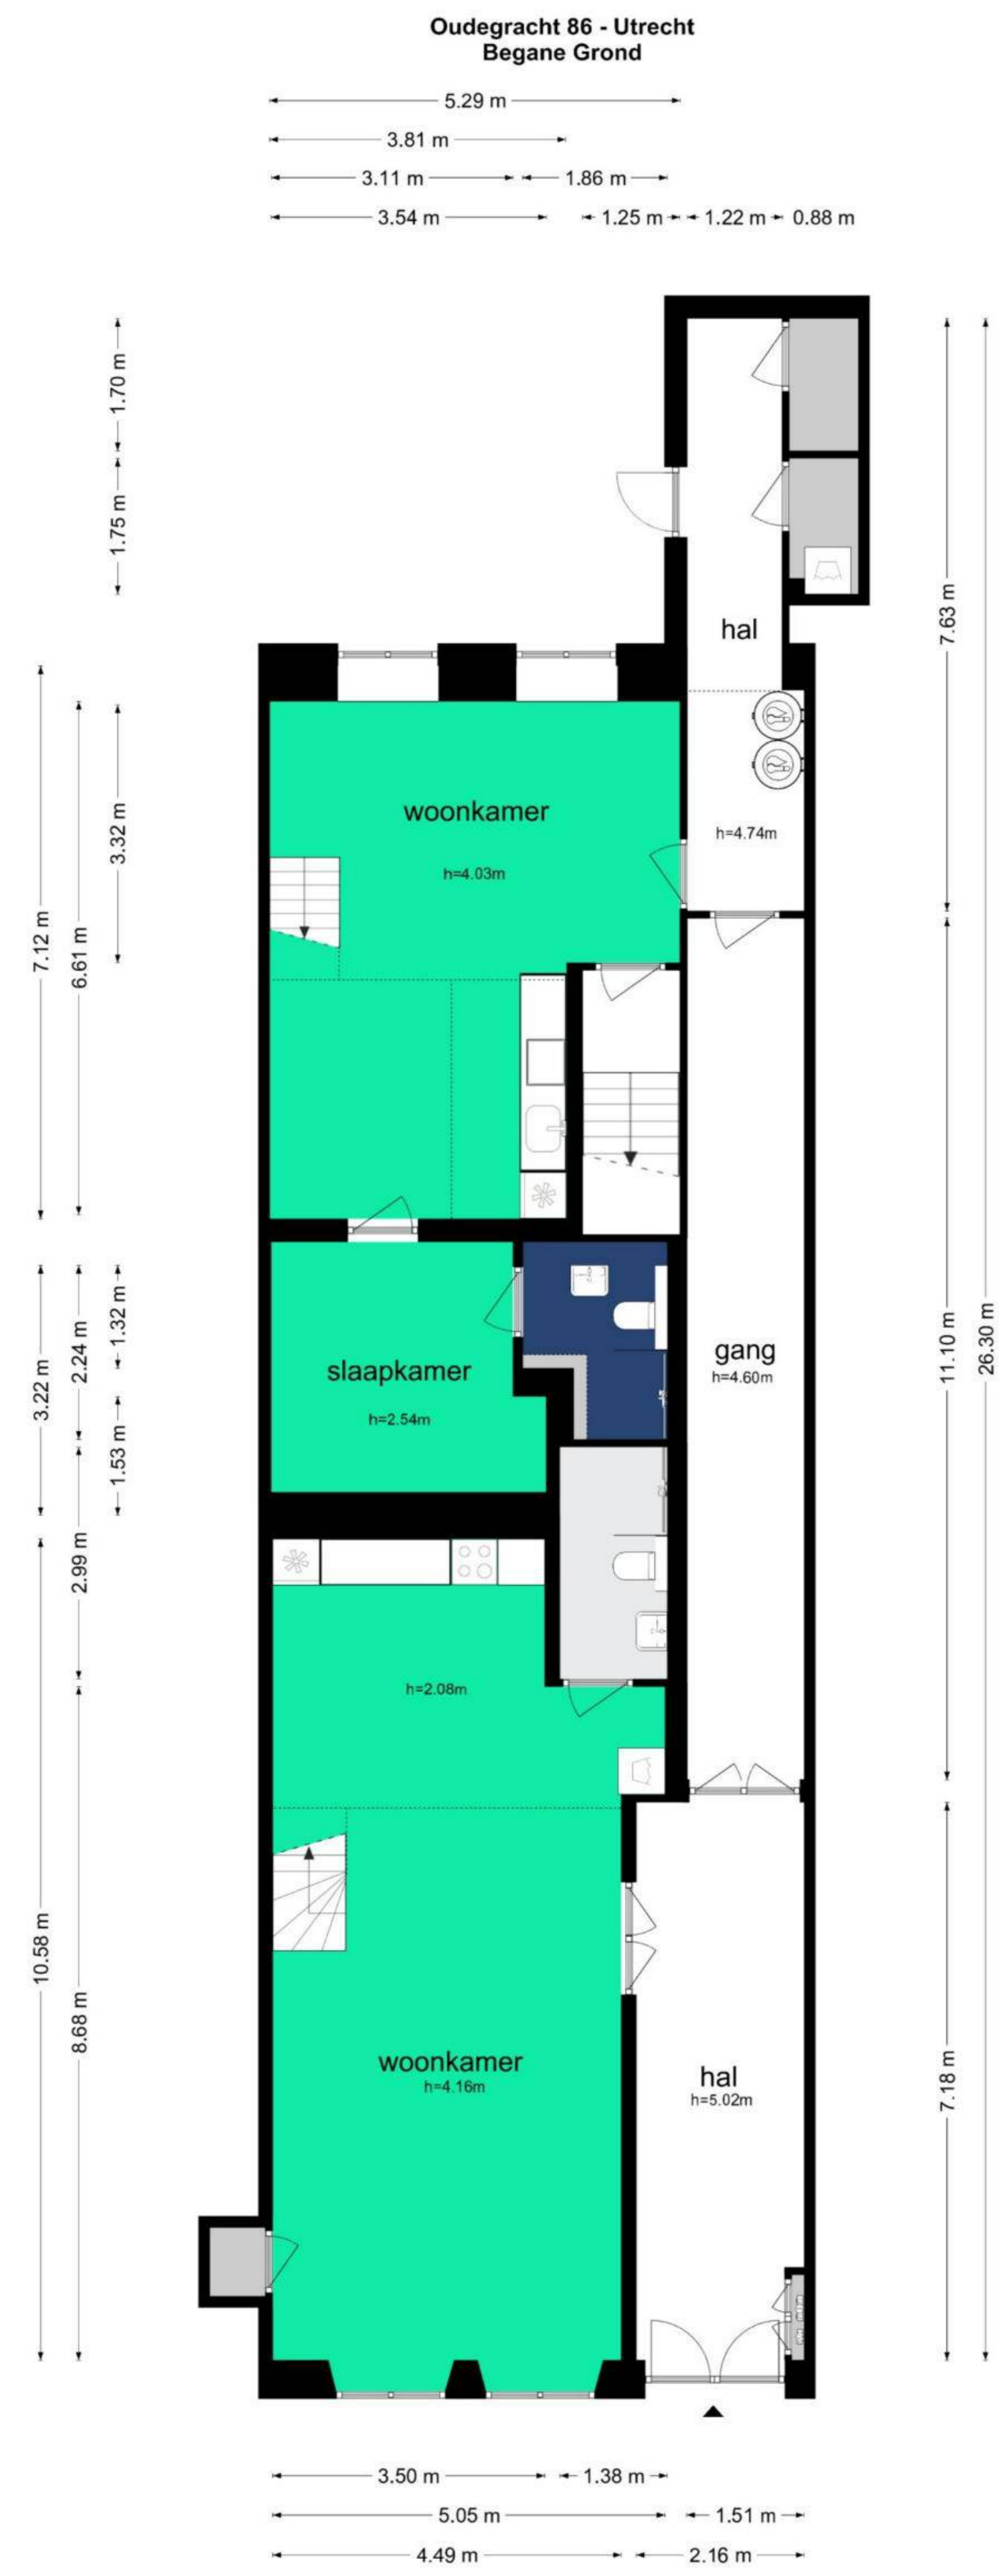 Oudegracht 86 - Utrecht
Begane Grond
5.29 m
3.81 m
3.11 m
1.86 m
3.54 m
1.25 m
1.22 m
0.88 m
1.70 m
1.75 m
7.63 m
hal
woonkamer
h=4.03m
h=4.74m
3.32 m
7.12 m
6.61 m
26.30 m
11.10 m
gang
h=4.60m
slaapkamer
h=2.54m
1.32 m
2.24 m
3.22 m
1.53 m
2.99 m
h=2.08m
10.58 m
8.68 m
woonkamer
h=4.16m
hal
h=5.02m
7.18 m
3.50 m
1.38 m
5.05 m
1.51 m
4.49 m
2.16 m